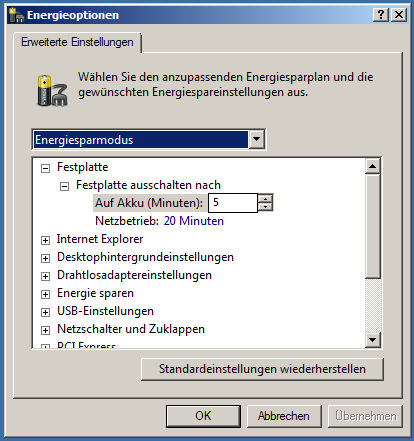 Energieoptionen
Erweiterte Einstellungen
Wählen Sie den anzupassenden Energiesparplan und die
gewünschten Energiespareinstellungen aus.
Energiesparmodus
Festplatte
Festplatte ausschalten nach
Auf Akku (Minuten): 5
Netzbetrieb: 20 Minuten
Internet Explorer
Desktophintergrundeinstellungen
Drahtlosadaptereinstellungen
Energie sparen
USB-Einstellungen
Netzschalter und Zuklappen
PCI Express
Standardeinstellungen wiederherstellen
OK Abbrechen Übernehmen